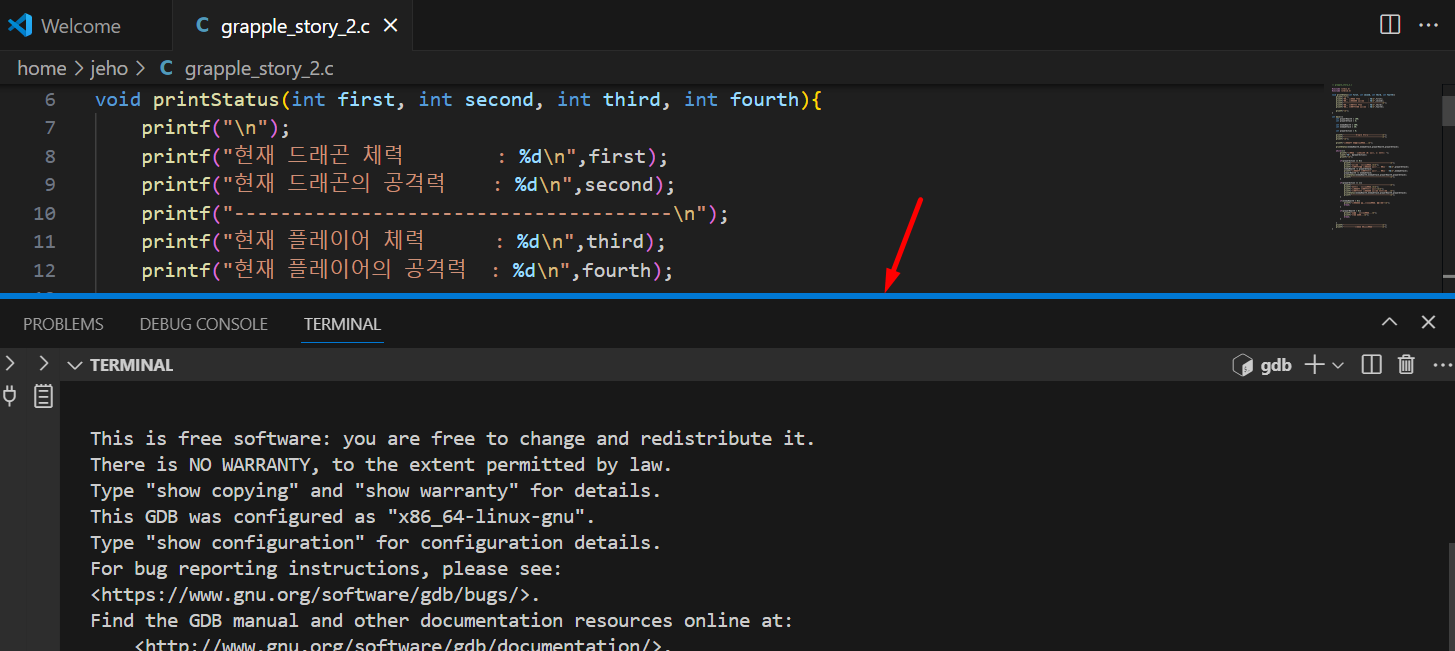 Welcome
C grapple_story_2.c
home > jeho > C grapple_story_2.c
6 void printStatus(int first, int second, int third, int fourth){
7 printf("\n");
8 printf("현재 드래곤 체력 : %d\n",first);
9 printf("현재 드래곤의 공격력 : %d\n",second);
10 printf("--------------------------------------\n");
11 printf("현재 플레이어 체력 : %d\n",third);
12 printf("현재 플레이어의 공격력 : %d\n",fourth);
PROBLEMS DEBUG CONSOLE TERMINAL
TERMINAL
gdb
This is free software: you are free to change and redistribute it.
There is NO WARRANTY, to the extent permitted by law.
Type "show copying" and "show warranty" for details.
This GDB was configured as "x86_64-linux-gnu".
Type "show configuration" for configuration details.
For bug reporting instructions, please see:
<https://www.gnu.org/software/gdb/bugs/>.
Find the GDB manual and other documentation resources online at:
<http://www.gnu.org/software/gdb/documentation/>.